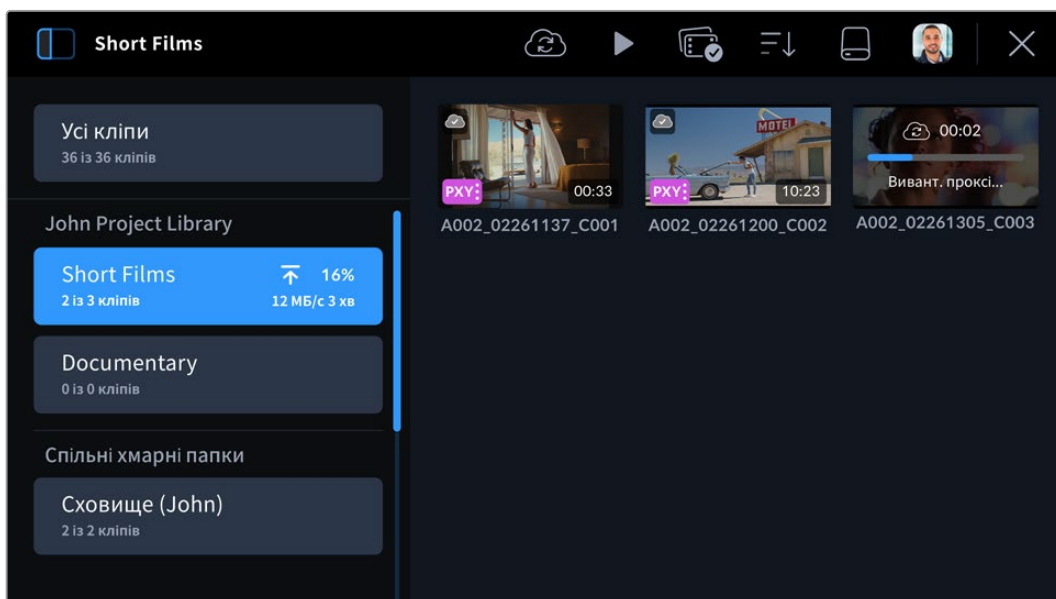 Short Films
Усі кліпи
36 із 36 кліпів
John Project Library
Short Films 16%
2 із 3 кліпів 12 МБ/с 3 хв
Documentary
0 із 0 кліпів
Спільні хмарні папки
Сховище (John)
2 із 2 кліпів
MOTEL
00:02
Вивант. проксі...
PXY 00:33
PXY 10:23
A002_02261137_C001
A002_02261200_C002
A002_02261305_C003